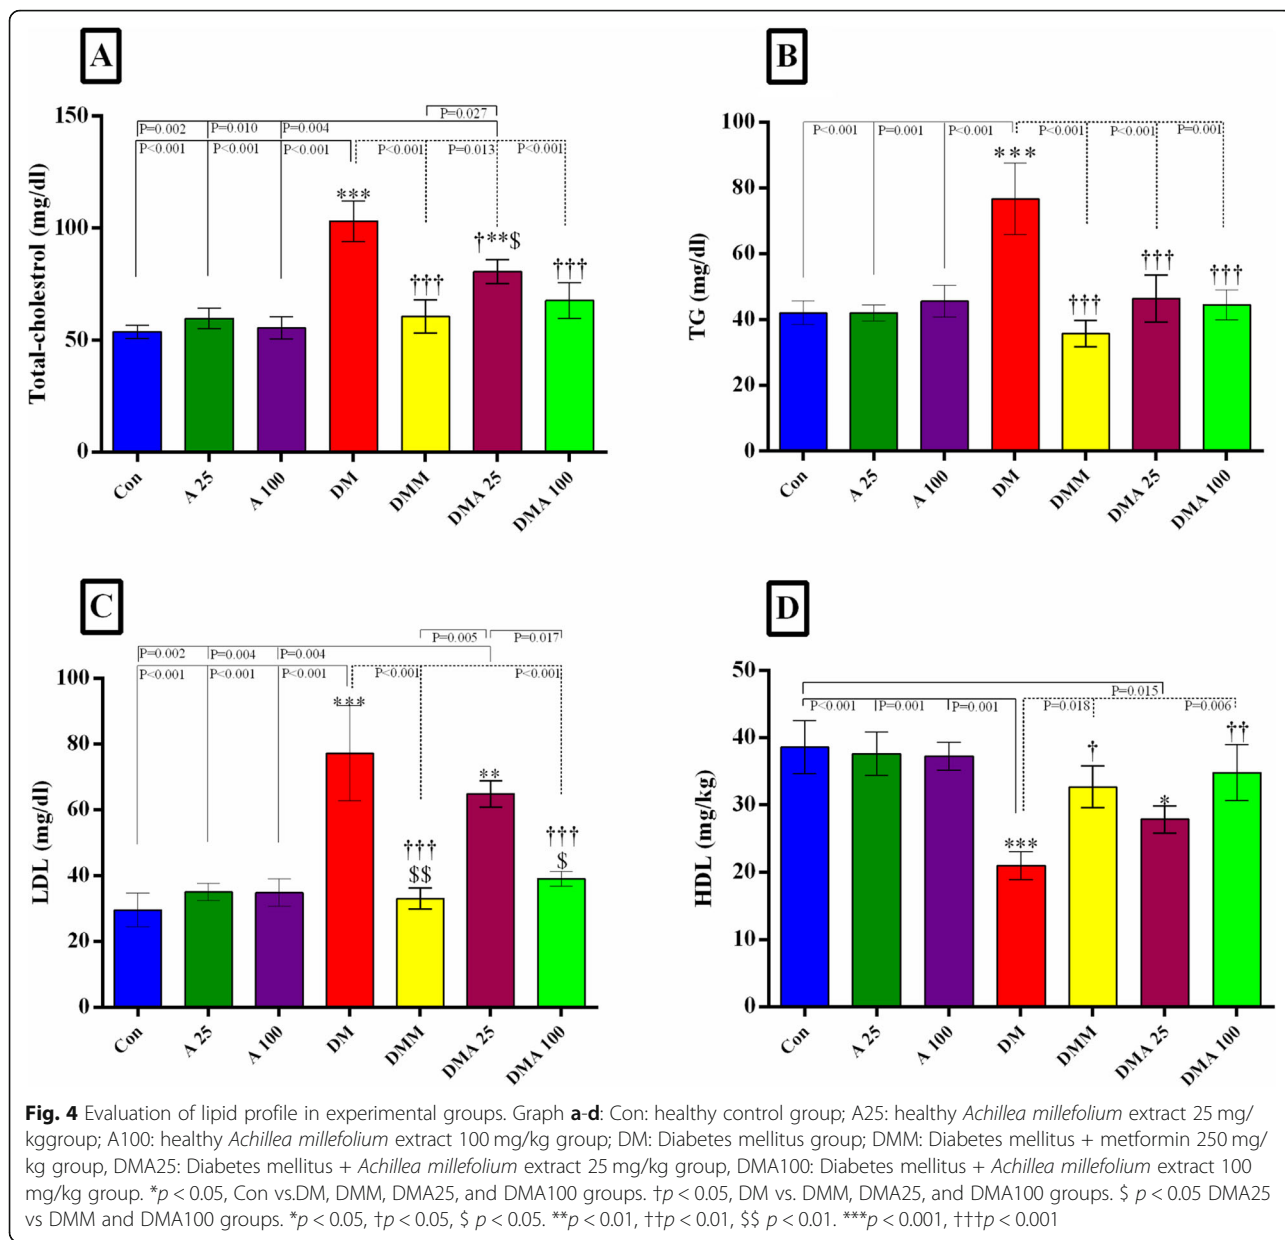 A
P=0.027
P=0.002 P=0.010 P=0.004
P<0.001 P<0.001 P<0.001 P<0.001 P=0.013 P<0.001
Total-cholestrol (mg/dl)
150
100
50
0
*** ††† †**$ †††
Con A 25 A 100 DM DMM DMA 25 DMA 100
B
P<0.001 P=0.001 P<0.001 P<0.001 P<0.001 P=0.001
TG (mg/dl)
100
80
60
40
20
0
*** ††† ††† †††
Con A 25 A 100 DM DMM DMA 25 DMA 100
C
P=0.005 P=0.017
P=0.002 P=0.004 P=0.004
P<0.001 P<0.001 P<0.001 P<0.001 P<0.001
LDL (mg/dl)
100
80
60
40
20
0
*** ††† ** †††
$$ $
Con A 25 A 100 DM DMM DMA 25 DMA 100
D
P=0.015
P<0.001 P=0.001 P=0.001 P=0.018 P=0.006
HDL (mg/kg)
50
40
30
20
10
0
*** † * ††
Con A 25 A 100 DM DMM DMA 25 DMA 100
Fig. 4 Evaluation of lipid profile in experimental groups. Graph a-d: Con: healthy control group; A25: healthy Achillea millefolium extract 25 mg/
kggroup; A100: healthy Achillea millefolium extract 100 mg/kg group; DM: Diabetes mellitus group; DMM: Diabetes mellitus + metformin 250 mg/
kg group, DMA25: Diabetes mellitus + Achillea millefolium extract 25 mg/kg group, DMA100: Diabetes mellitus + Achillea millefolium extract 100
mg/kg group. *p < 0.05, Con vs.DM, DMM, DMA25, and DMA100 groups. †p < 0.05, DM vs. DMM, DMA25, and DMA100 groups. $ p < 0.05 DMA25
vs DMM and DMA100 groups. *p < 0.05, †p < 0.05, $ p < 0.05. **p < 0.01, ††p < 0.01, $$ p < 0.01. ***p < 0.001, †††p < 0.001